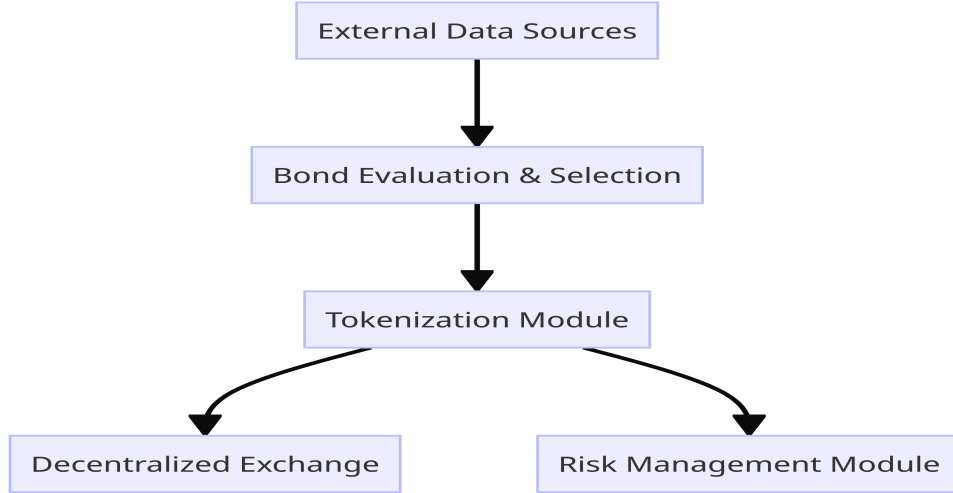 External Data Sources
Bond Evaluation & Selection
Tokenization Module
Decentralized Exchange
Risk Management Module